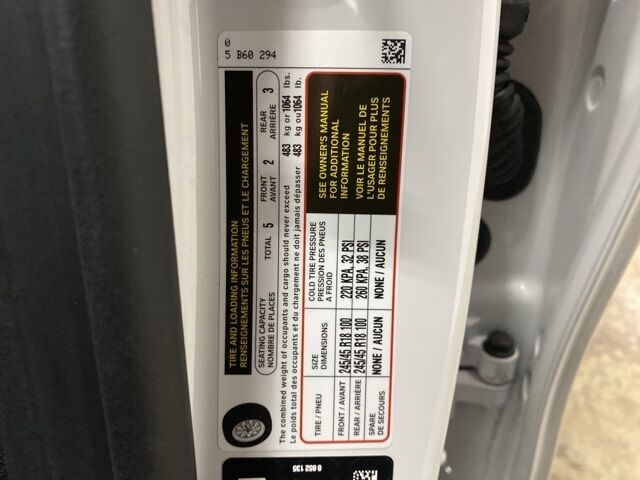 0
5 B60 294
TIRE AND LOADING INFORMATION
RENSEIGNEMENTS SUR LES PNEUS ET LE CHARGEMENT
SEATING CAPACITY
NOMBRE DE PLACES
TOTAL 5
FRONT
AVANT 2
REAR
ARRIÈRE 3
The combined weight of occupants and cargo should never exceed 483 kg or 1064 lbs.
Le poids total des occupants et du chargement ne doit jamais dépasser 483 kg ou 1064 lb.
TIRE / PNEU
SIZE
DIMENSIONS
COLD TIRE PRESSURE
PRESSION DES PNEUS
A FROID
FRONT / AVANT 245/45 R18 100 220 KPA, 32 PSI
REAR / ARRIÈRE 245/45 R18 100 260 KPA, 38 PSI
SPARE
DE SECOURS
NONE / AUCUN NONE / AUCUN
SEE OWNER'S MANUAL
FOR ADDITIONAL
INFORMATION
VOIR LE MANUEL DE
L'USAGER POUR PLUS
DE RENSEIGNEMENTS
8 652 135